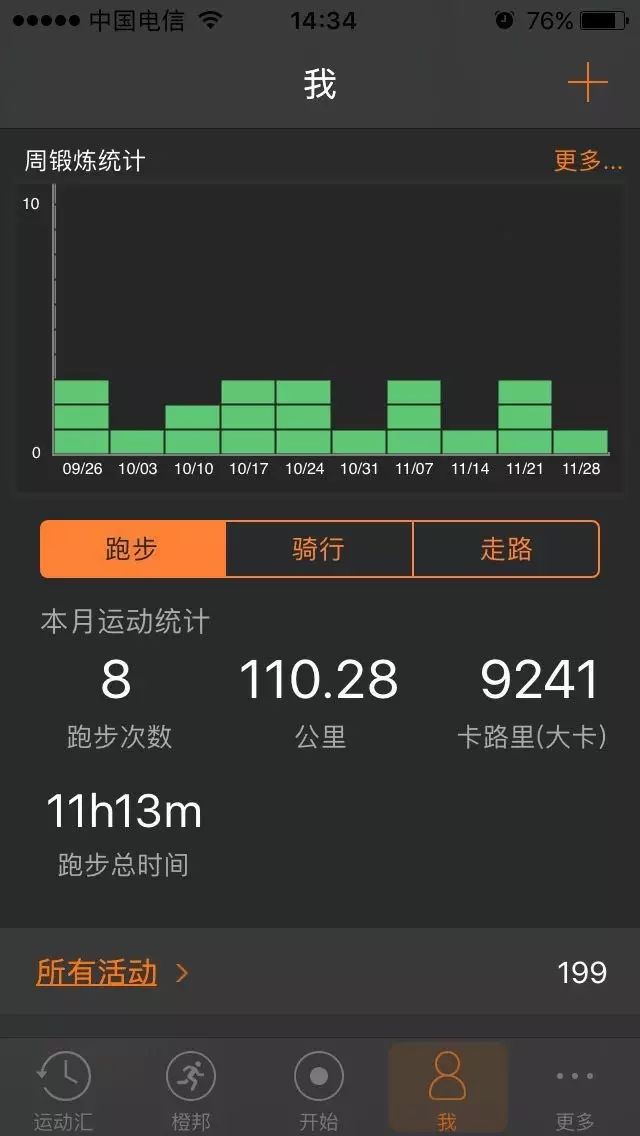 中国电信 14:34 76%
我
周锻炼统计 更多...
10
0
09/26 10/03 10/10 10/17 10/24 10/31 11/07 11/14 11/21 11/28
跑步 骑行 走路
本月运动统计
8 110.28 9241
跑步次数 公里 卡路里(大卡)
11h13m
跑步总时间
所有活动 199
运动汇 橙邦 开始 我 更多